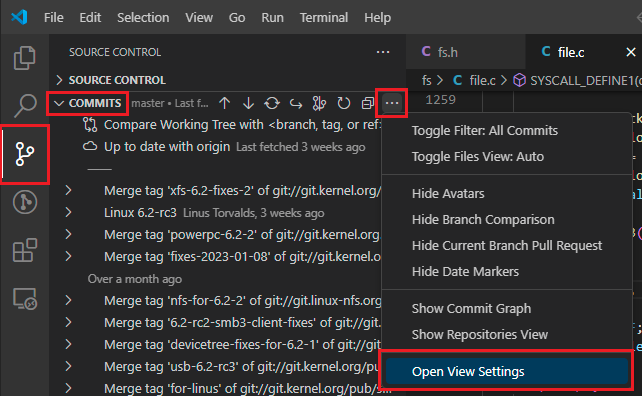 File Edit Selection View Go Run Terminal Help
SOURCE CONTROL
fs.h
file.c
SOURCE CONTROL
fs > file.c > SYSCALL_DEFINE1(
COMMITS master • Last f...
1259
Compare Working Tree with <branch, tag, or ref>
Up to date with origin Last fetched 3 weeks ago
Merge tag 'xfs-6.2-fixes-2' of git://git.kernel.org/
Linux 6.2-rc3 Linus Torvalds, 3 weeks ago
Merge tag 'powerpc-6.2-2' of git://git.kernel.org
Merge tag 'fixes-2023-01-08' of git://git.kernel.o
Over a month ago
Merge tag 'nfs-for-6.2-2' of git://git.linux-nfs.org
Merge tag '6.2-rc2-smb3-client-fixes' of git://git
Merge tag 'devicetree-fixes-for-6.2-1' of git://git
Merge tag 'usb-6.2-rc3' of git://git.kernel.org/pu
Merge tag 'for-linus' of git://git.kernel.org/pub/s
Toggle Filter: All Commits
Toggle Files View: Auto
Hide Avatars
Hide Branch Comparison
Hide Current Branch Pull Request
Hide Date Markers
Show Commit Graph
Show Repositories View
Open View Settings